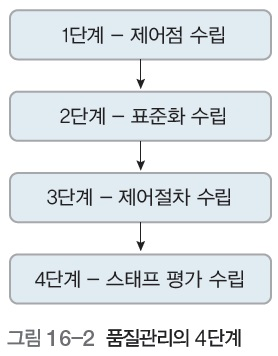 1단계 – 제어점 수립
2단계 – 표준화 수립
3단계 – 제어절차 수립
4단계 – 스태프 평가 수립
그림 16-2 품질관리의 4단계